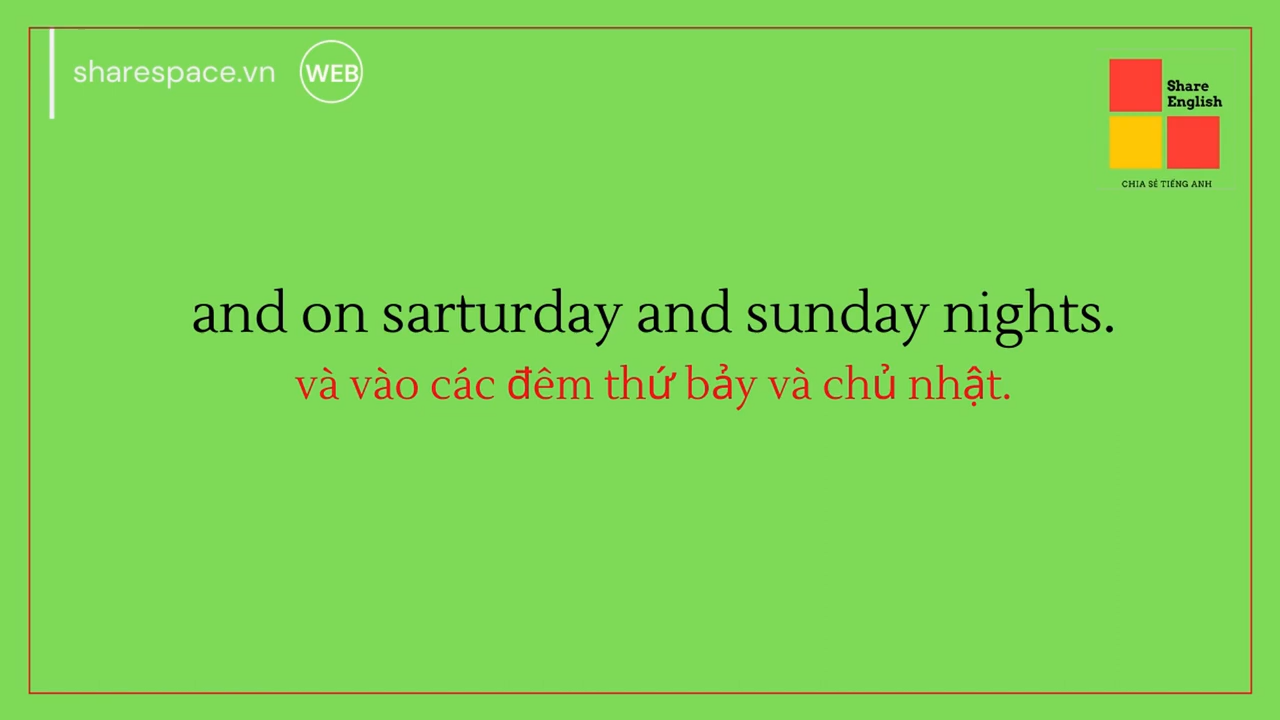 sharespace.vn WEB
Share
English
CHIA SẺ TIẾNG ANH
and on sarturday and sunday nights.
và vào các đêm thứ bảy và chủ nhật.